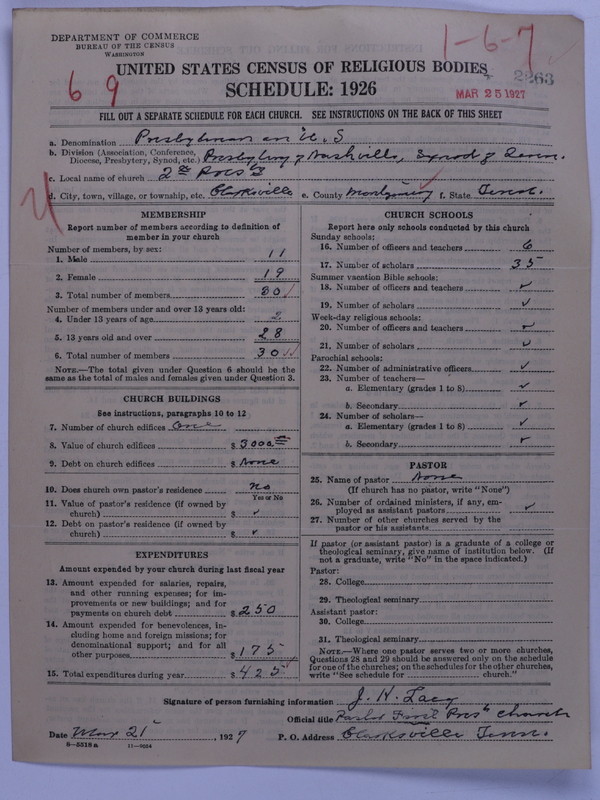 DEPARTMENT OF COMMERCE
BUREAU OF THE CENSUS
WASHINGTON
1-6-7
69
UNITED STATES CENSUS OF RELIGIOUS BODIES
2263
SCHEDULE: 1926
MAR 25 1927
FILL OUT A SEPARATE SCHEDULE FOR EACH CHURCH. SEE INSTRUCTIONS ON THE BACK OF THIS SHEET
a. Denomination Presbyterian in U.S
b. Division (Association, Conference,
Diocese, Presbytery, Synod, etc.) Presbytery of Nashville, Synod of Tenn.
c. Local name of church 2nd Pres
d. City, town, village, or township, etc. Clarksville e. County Montgomery f. State Tenn.
MEMBERSHIP
Report number of members according to definition of
member in your church
Number of members, by sex:
1. Male 11
2. Female 19
3. Total number of members 30
Number of members under and over 13 years old:
4. Under 13 years of age 2
5. 13 years old and over 28
6. Total number of members 30
NOTE.—The total given under Question 6 should be the
same as the total of males and females given under Question 3.
CHURCH BUILDINGS
See instructions, paragraphs 10 to 12
7. Number of church edifices One
8. Value of church edifices $ 3000.00
9. Debt on church edifices $ None
10. Does church own pastor's residence no
Yes or No
11. Value of pastor's residence (if owned by
church) $ ✓
12. Debt on pastor's residence (if owned by
church) $ ✓
EXPENDITURES
Amount expended by your church during last fiscal year
13. Amount expended for salaries, repairs,
and other running expenses; for im-
provements or new buildings; and for
payments on church debt $ 250
14. Amount expended for benevolences, in-
cluding home and foreign missions; for
denominational support; and for all
other purposes $ 175
15. Total expenditures during year $ 425
CHURCH SCHOOLS
Report here only schools conducted by this church
Sunday schools:
16. Number of officers and teachers 6
17. Number of scholars 35
Summer vacation Bible schools:
18. Number of officers and teachers ✓
19. Number of scholars ✓
Week-day religious schools:
20. Number of officers and teachers ✓
21. Number of scholars ✓
Parochial schools:
22. Number of administrative officers ✓
23. Number of teachers—
a. Elementary (grades 1 to 8) ✓
b. Secondary ✓
24. Number of scholars—
a. Elementary (grades 1 to 8) ✓
b. Secondary ✓
PASTOR
25. Name of pastor None
(If church has no pastor, write "None")
26. Number of ordained ministers, if any, em-
ployed as assistant pastors ✓
27. Number of other churches served by the
pastor or his assistants
If pastor (or assistant pastor) is a graduate of a college or
theological seminary, give name of institution below. (If
not a graduate, write "No" in the space indicated.)
Pastor:
28. College
29. Theological seminary
Assistant pastor:
30. College
31. Theological seminary
NOTE.—Where one pastor serves two or more churches,
Questions 28 and 29 should be answered only on the schedule
for one of the churches; on the schedules for the other churches,
write "See schedule for church."
Signature of person furnishing information J. H. Lacy
Official title Pastor First Pres. church
Date Mar 21, 1927 P. O. Address Clarksville Tenn.
8-5518 a 11-9264